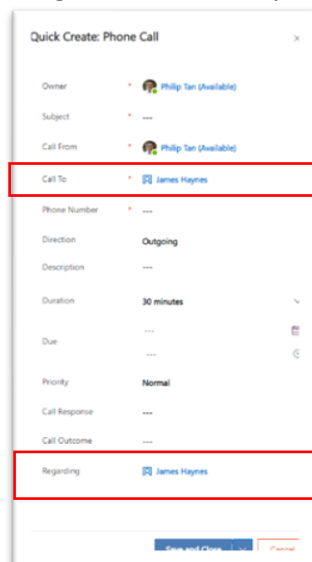 Quick Create: Phone Call
Owner * Philip Tan (Available)
Subject * ---
Call From * Philip Tan (Available)
Call To * James Haynes
Phone Number * ---
Direction Outgoing
Description ---
Duration 30 minutes
---
Due
---
Priority Normal
Call Response ---
Call Outcome ---
Regarding James Haynes
Save and Close Cancel